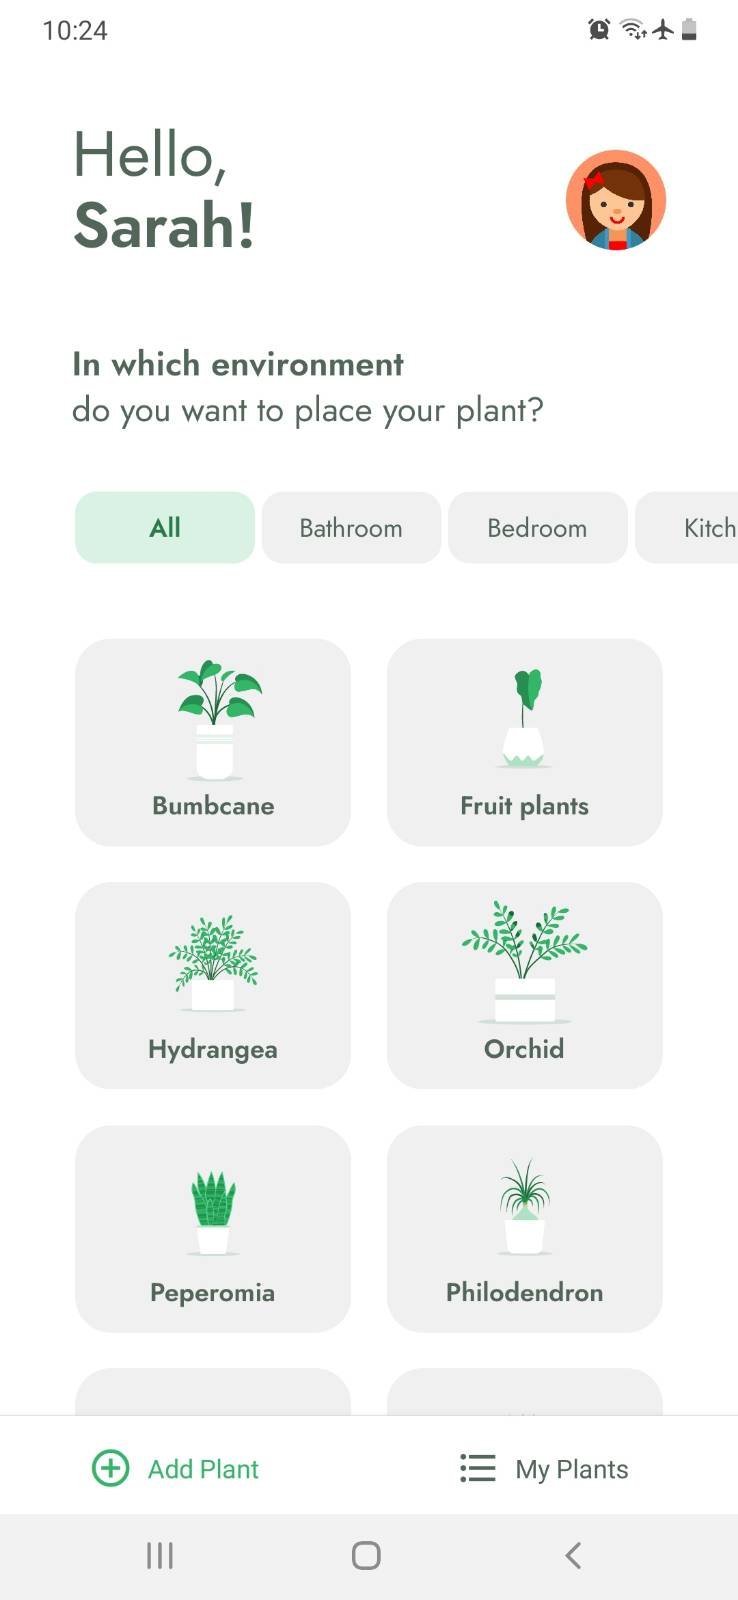 10:24
Hello,
Sarah!
In which environment
do you want to place your plant?
All
Bathroom
Bedroom
Kitch
Bumbcane
Fruit plants
Hydrangea
Orchid
Peperomia
Philodendron
Add Plant
My Plants